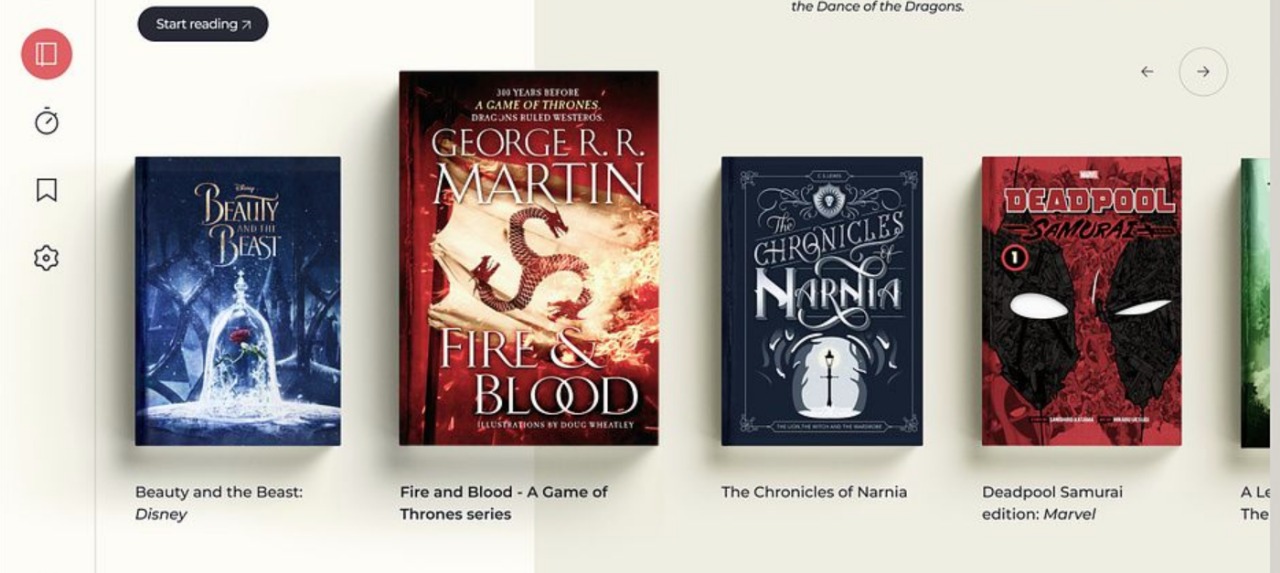 Start reading
the Dance of the Dragons.
Disney
BEAUTY
AND THE
BEAST
300 YEARS BEFORE
A GAME OF THRONES,
DRAGONS RULED WESTEROS.
GEORGE R. R.
MARTIN
FIRE &
BLOOD
ILLUSTRATIONS BY DOUG WHEATLEY
C. S. LEWIS
The
CHRONICLES
of
NARNIA
THE LION, THE WITCH AND THE WARDROBE
MARVEL
DEADPOOL
SAMURAI
1
Beauty and the Beast:
Disney
Fire and Blood - A Game of
Thrones series
The Chronicles of Narnia
Deadpool Samurai
edition: Marvel
A Le
The